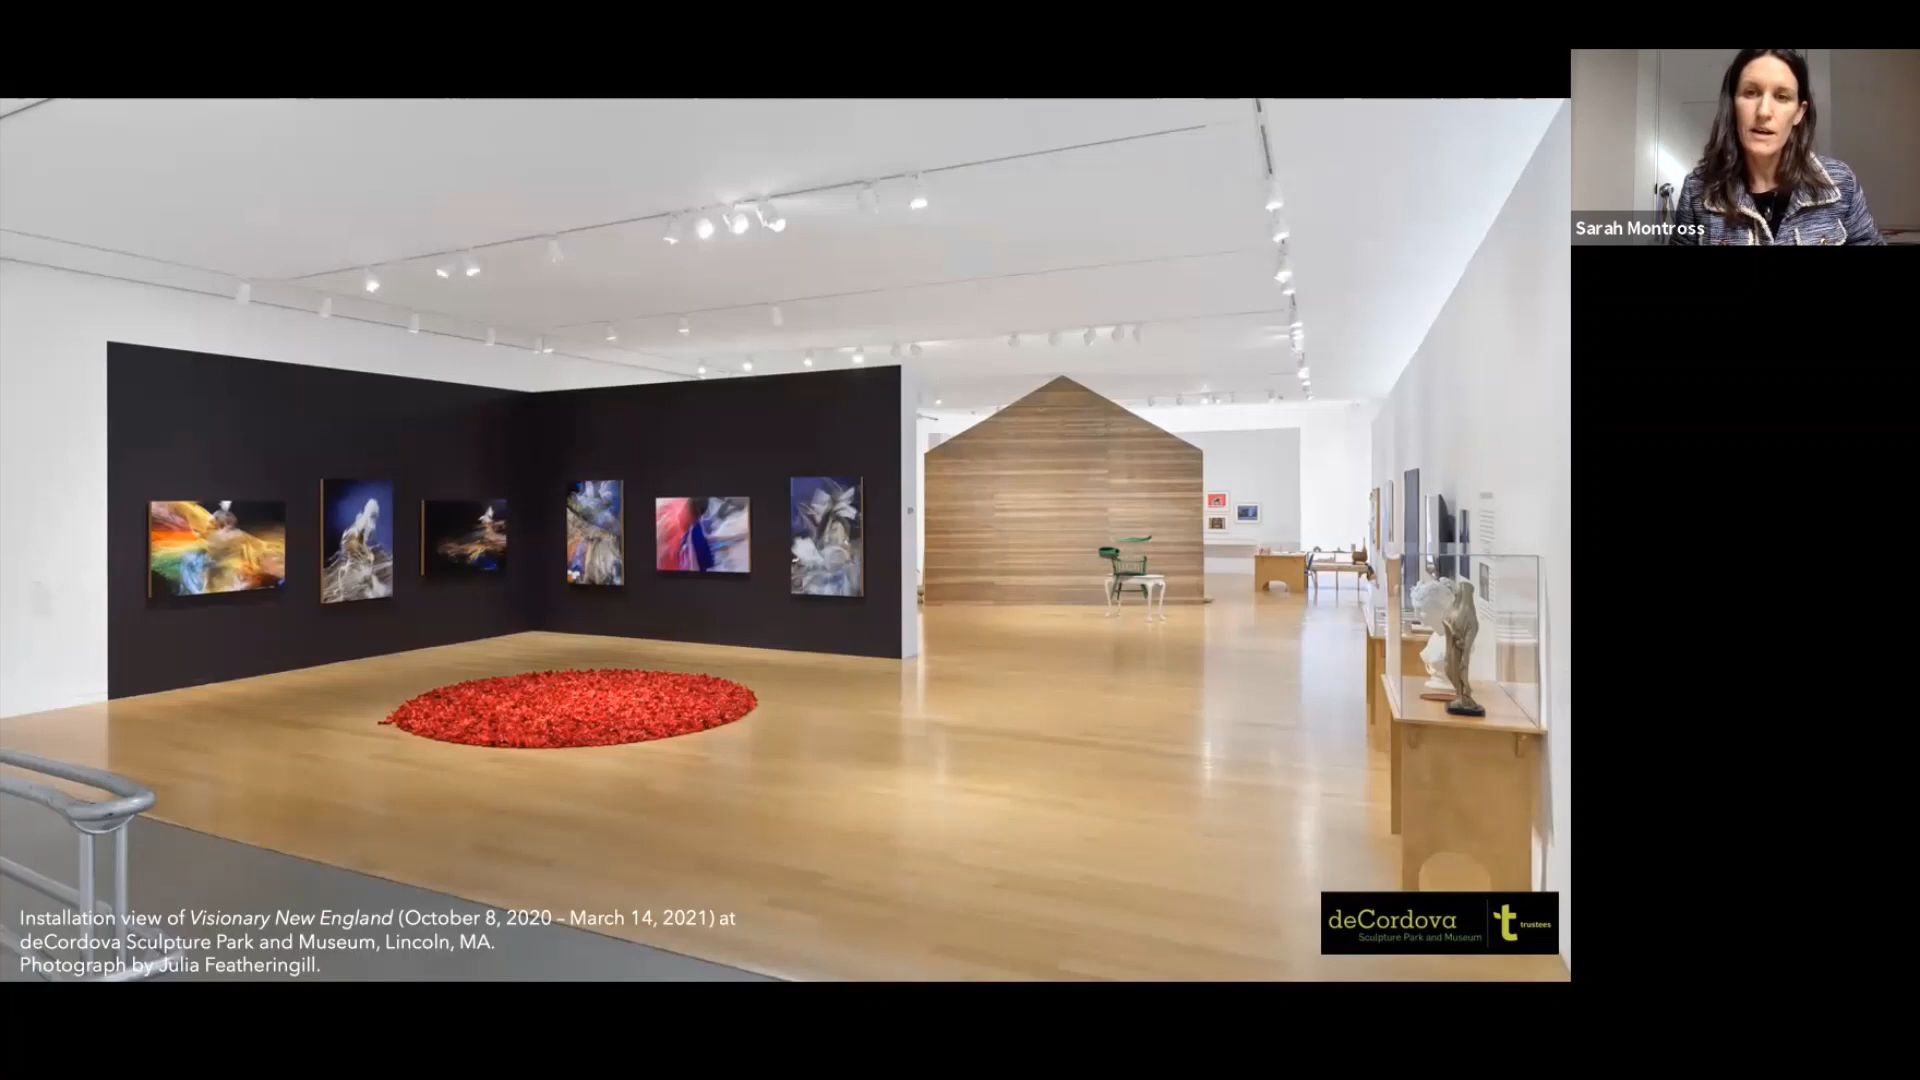 Sarah Montross
Installation view of Visionary New England (October 8, 2020 – March 14, 2021) at
deCordova Sculpture Park and Museum, Lincoln, MA.
Photograph by Julia Featheringill.
deCordova
Sculpture Park and Museum
t trustees